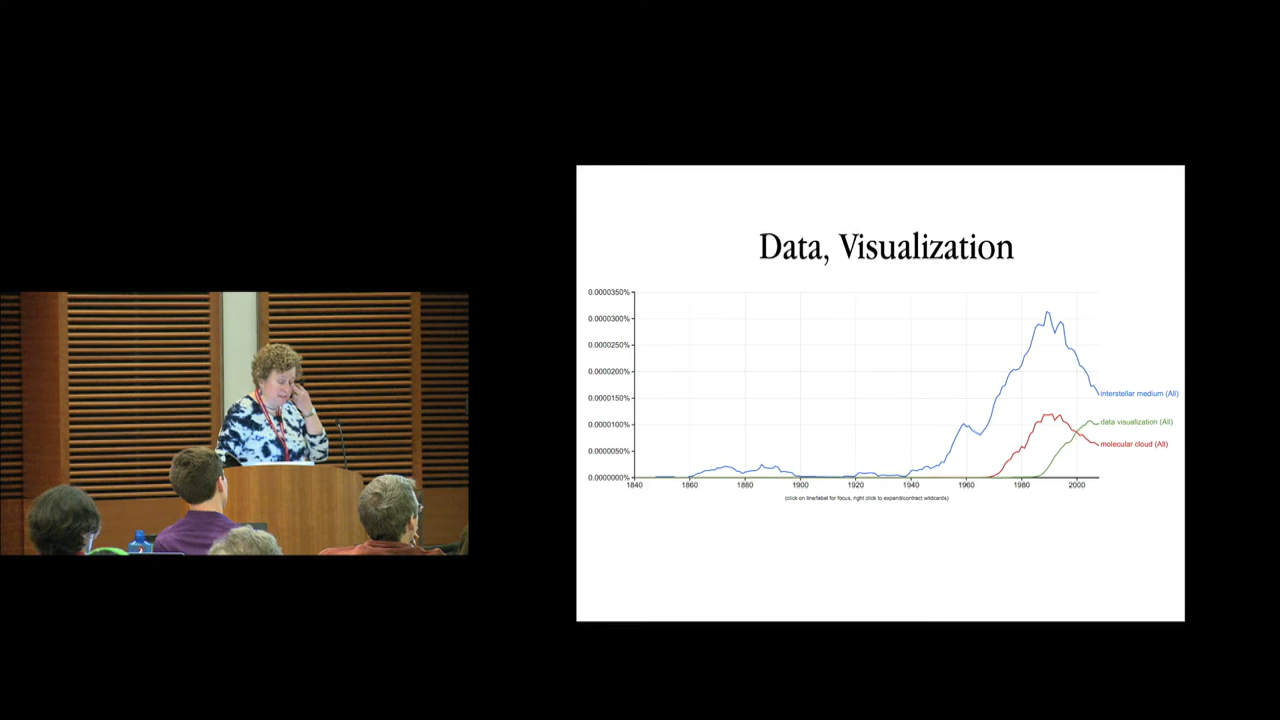 Data, Visualization
0.0000350%
0.0000300%
0.0000250%
0.0000200%
0.0000150%
0.0000100%
0.0000050%
0.0000000%
1840 1860 1880 1900 1920 1940 1960 1980 2000
(click on line/label for focus, right click to expand/contract wildcards)
interstellar medium (All)
data visualization (All)
molecular cloud (All)